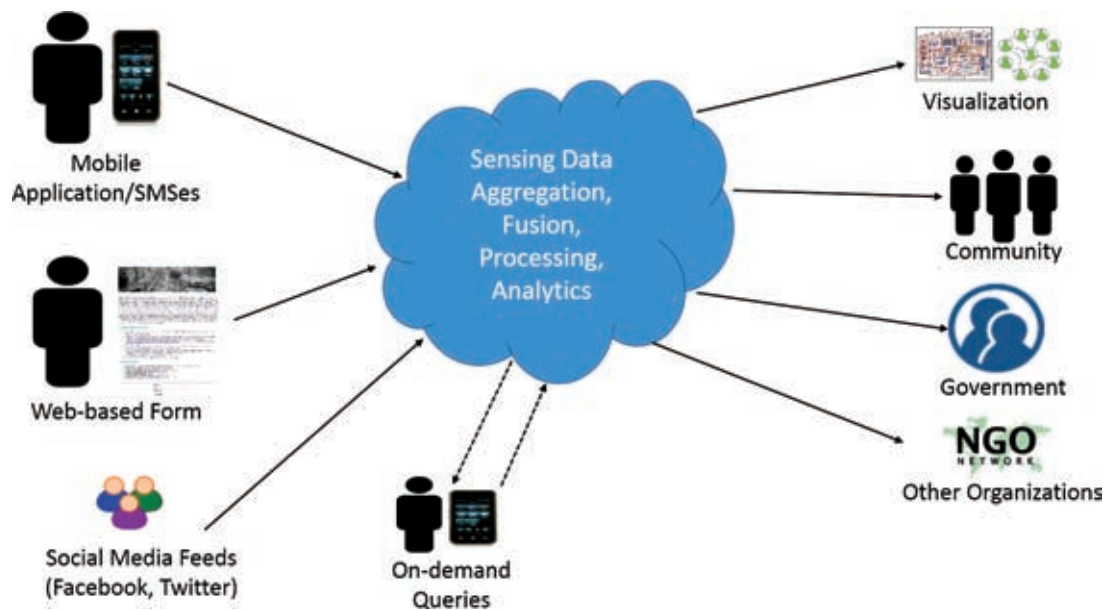 Mobile
Application/SMSes
Web-based Form
Social Media Feeds
(Facebook, Twitter)
Sensing Data
Aggregation,
Fusion,
Processing,
Analytics
On-demand
Queries
Visualization
Community
Government
NGO
NETWORK
Other Organizations